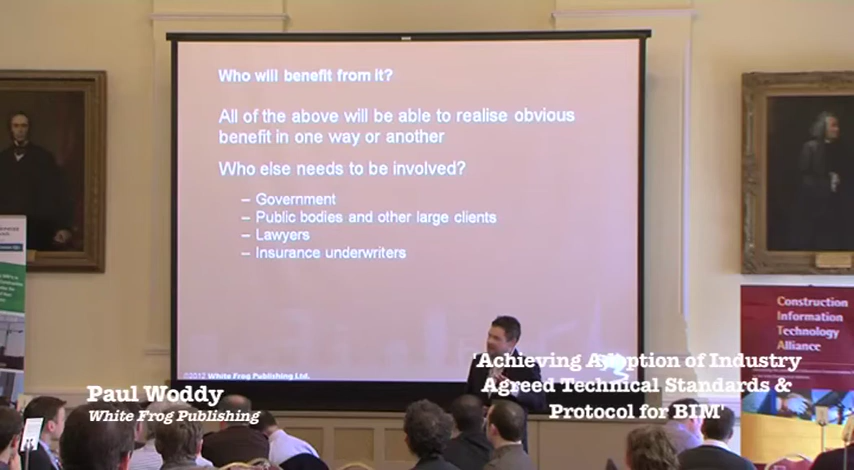 Who will benefit from it?
All of the above will be able to realise obvious
benefit in one way or another
Who else needs to be involved?
– Government
– Public bodies and other large clients
– Lawyers
– Insurance underwriters
©2012 White Frog Publishing Ltd.
Construction
Information
Technology
Alliance
'Achieving Adoption of Industry
Agreed Technical Standards &
Protocol for BIM'
Paul Woddy
White Frog Publishing